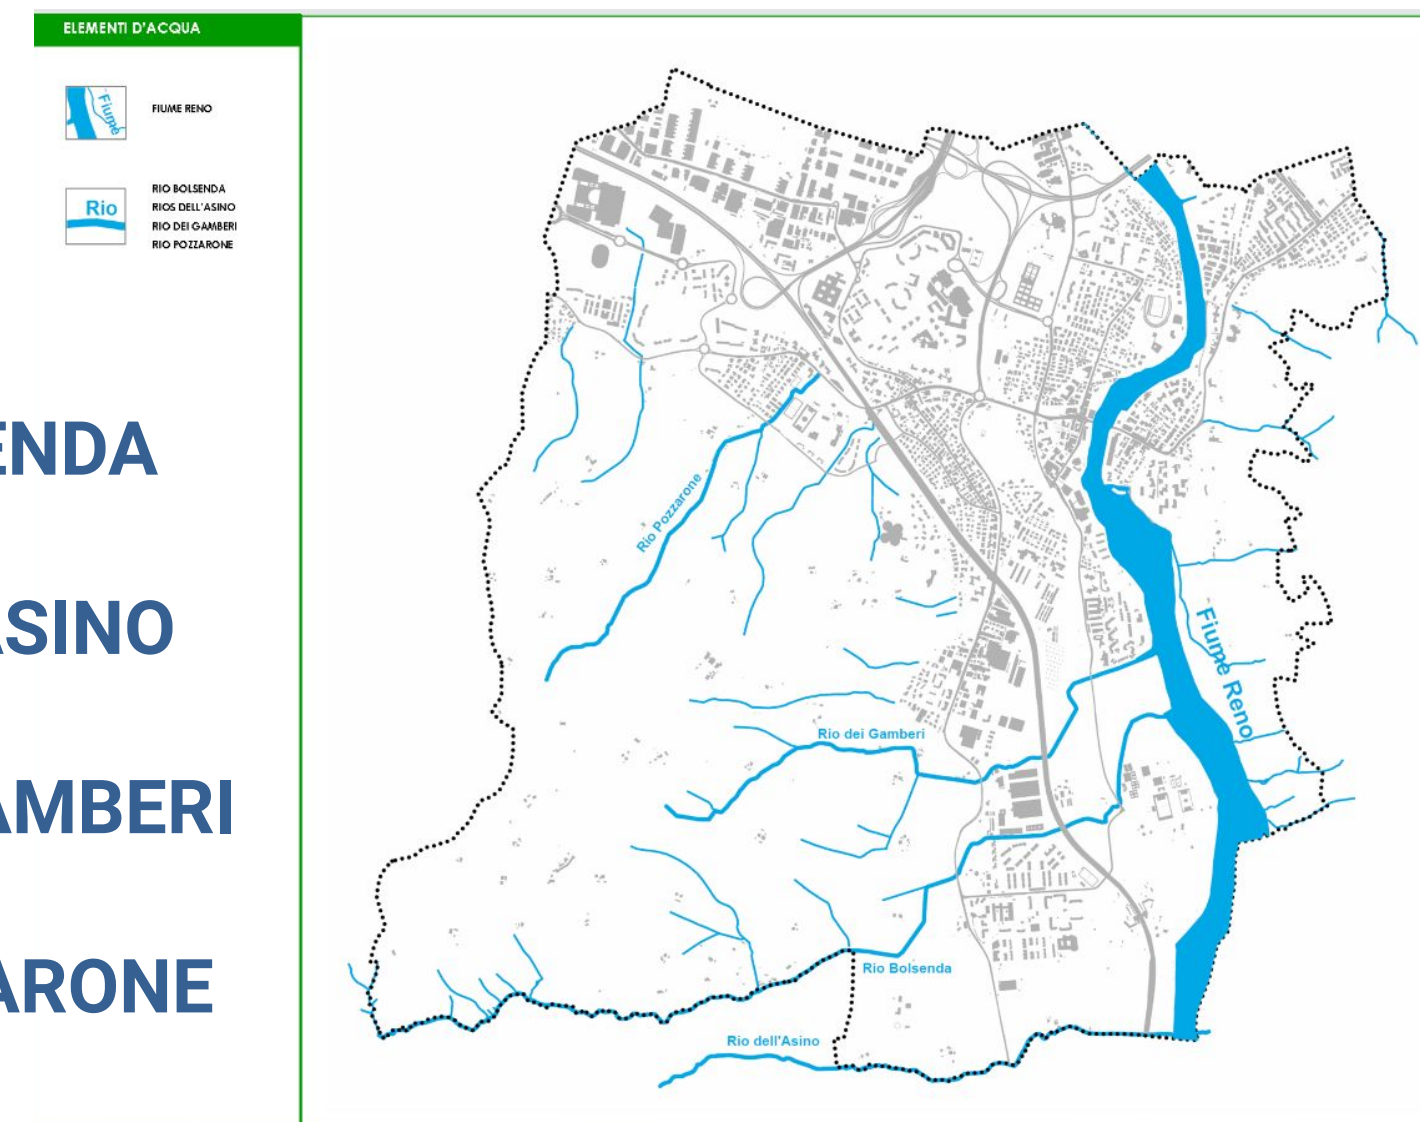 ELEMENTI D'ACQUA
Fiume
FIUME RENO
Rio
RIO BOLSENDA
RIOS DELL'ASINO
RIO DEI GAMBERI
RIO POZZARONE
ENDA
ASINO
AMBERI
ARONE
Rio Pozzarone
Fiume Reno
Rio dei Gamberi
Rio Bolsenda
Rio dell'Asino